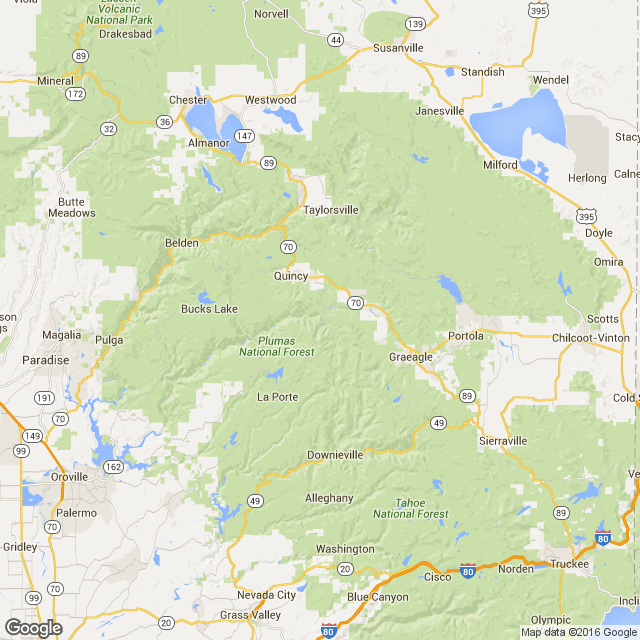 Viola
Lassen
Volcanic
National Park
Norvell
395
Drakesbad
139
44
Susanville
89
Mineral
Standish
Wendel
172
Chester
Westwood
Janesville
36
32
147
Stacy
Almanor
89
Milford
Calne
Herlong
Butte
Meadows
Taylorsville
395
Doyle
Belden
70
Omira
Quincy
70
Bucks Lake
son
gs
Scotts
Magalia
Pulga
Plumas
National Forest
Portola
Chilcoot-Vinton
Paradise
Graeagle
191
La Porte
89
Cold S
70
49
149
Sierraville
99
162
Downieville
Oroville
Ve
49
Alleghany
Tahoe
National Forest
Palermo
89
70
80
Gridley
Washington
20
80
Norden
Truckee
Cisco
99
70
Nevada City
Blue Canyon
Incli
20
Grass Valley
80
Olympic
Valley
Google
Map data ©2016 Google